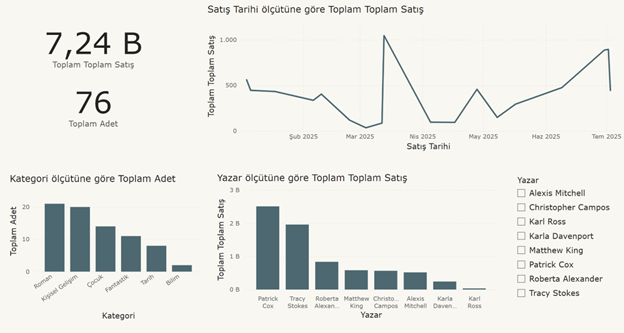 Satış Tarihi ölçütüne göre Toplam Toplam Satış
7,24 B
Toplam Toplam Satış
76
Toplam Adet
Toplam Toplam Satış
1.000
500
0
Şub 2025
Mar 2025
Nis 2025
May 2025
Haz 2025
Tem 2025
Satış Tarihi
Kategori ölçütüne göre Toplam Adet
Toplam Adet
20
10
0
Roman
Kişisel Gelişim
Çocuk
Fantastik
Tarih
Bilim
Kategori
Yazar ölçütüne göre Toplam Toplam Satış
Toplam Toplam Satış
3 B
2 B
1 B
0 B
Patrick
Cox
Tracy
Stokes
Roberta
Alexan...
Matthew
King
Christo...
Campos
Alexis
Mitchell
Karla
Daven...
Karl
Ross
Yazar
Yazar
Alexis Mitchell
Christopher Campos
Karl Ross
Karla Davenport
Matthew King
Patrick Cox
Roberta Alexander
Tracy Stokes